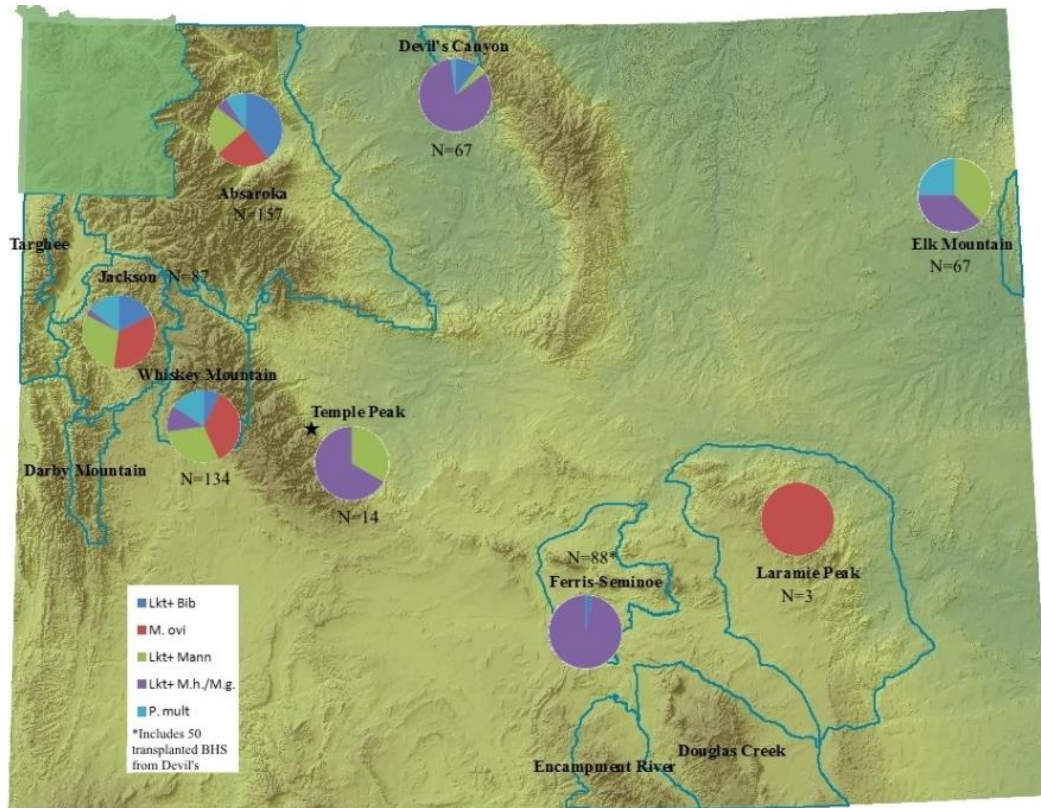 Devil's Canyon
N=67
Absaroka
N=157
Elk Mountain
N=67
Targhee
Jackson N=87
Whiskey Mountain
N=134
Temple Peak
N=14
Darby Mountain
N=88*
Ferris-Seminoe
Laramie Peak
N=3
Lkt+ Bib
M. ovi
Lkt+ Mann
Lkt+ M.h./M.g.
P. mult
*Includes 50
transplanted BHS
from Devil's
Douglas Creek
Encampment River